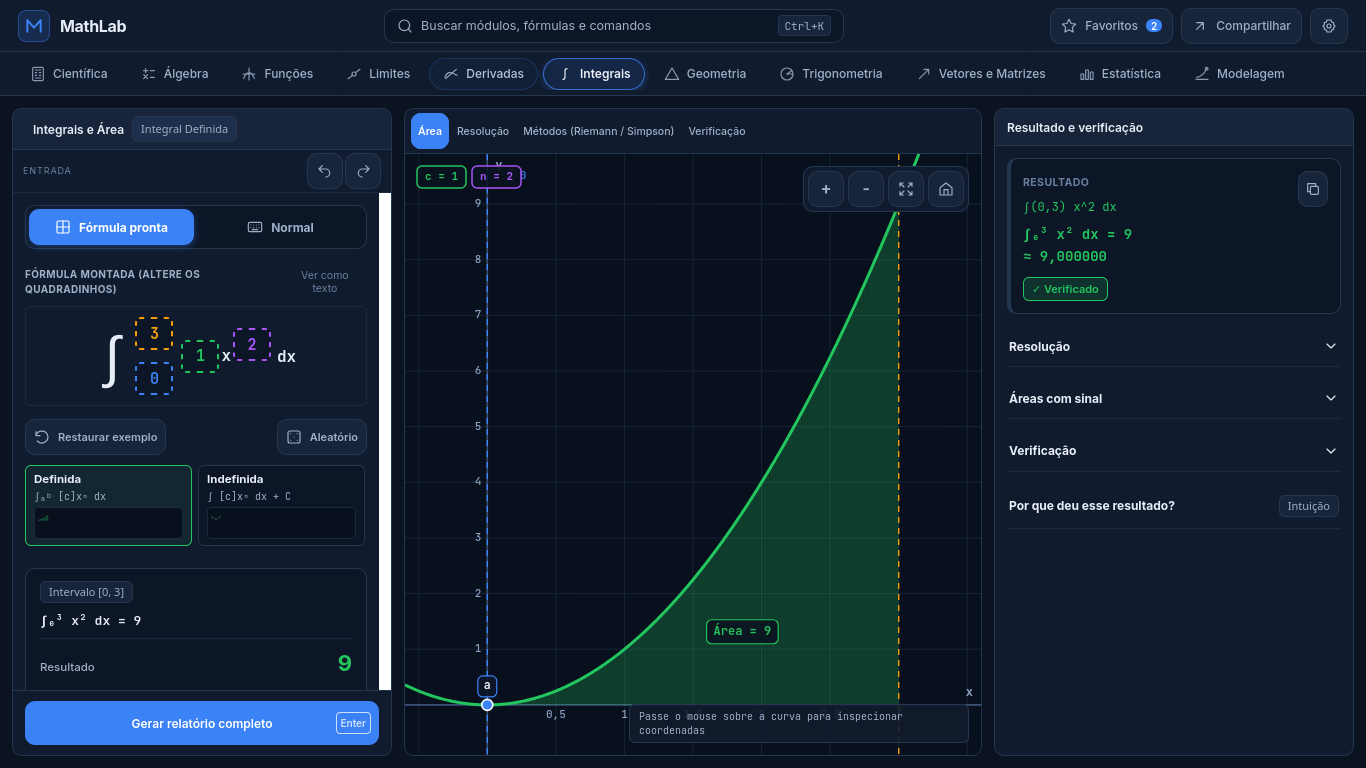 MathLab
Buscar módulos, fórmulas e comandos
Ctrl+K
Favoritos 2
Compartilhar
Científica
Álgebra
Funções
Limites
Derivadas
∫ Integrais
Geometria
Trigonometria
Vetores e Matrizes
Estatística
Modelagem
Integrais e Área
Integral Definida
ENTRADA
Fórmula pronta
Normal
FÓRMULA MONTADA (ALTERE OS
QUADRADINHOS)
Ver como
texto
∫ 3 0 1 x 2 dx
Restaurar exemplo
Aleatório
Definida
∫ₐᵇ [c]xⁿ dx
Indefinida
∫ [c]xⁿ dx + C
Intervalo [0, 3]
∫₀³ x² dx = 9
Resultado
9
Gerar relatório completo
Enter
Área
Resolução
Métodos (Riemann / Simpson)
Verificação
c = 1
n = 2
0
y
+
-
9
8
7
6
5
4
3
2
1
Área = 9
a
x
0,5
1
Passe o mouse sobre a curva para inspecionar
coordenadas
Resultado e verificação
RESULTADO
∫(0,3) x^2 dx
∫₀³ x² dx = 9
≈ 9,000000
✓ Verificado
Resolução
Áreas com sinal
Verificação
Por que deu esse resultado?
Intuição